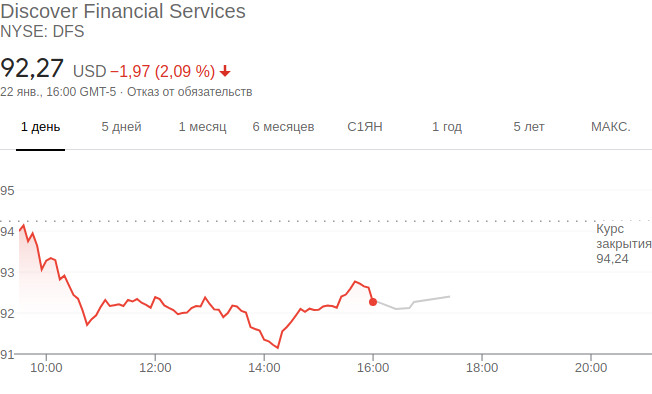 Discover Financial Services
NYSE: DFS
92,27 USD −1,97 (2,09 %)
22 янв., 16:00 GMT-5 · Отказ от обязательств
1 день 5 дней 1 месяц 6 месяцев С1ЯН 1 год 5 лет МАКС.
95
94
93
92
91
Курс
закрытия
94,24
10:00 12:00 14:00 16:00 18:00 20:00